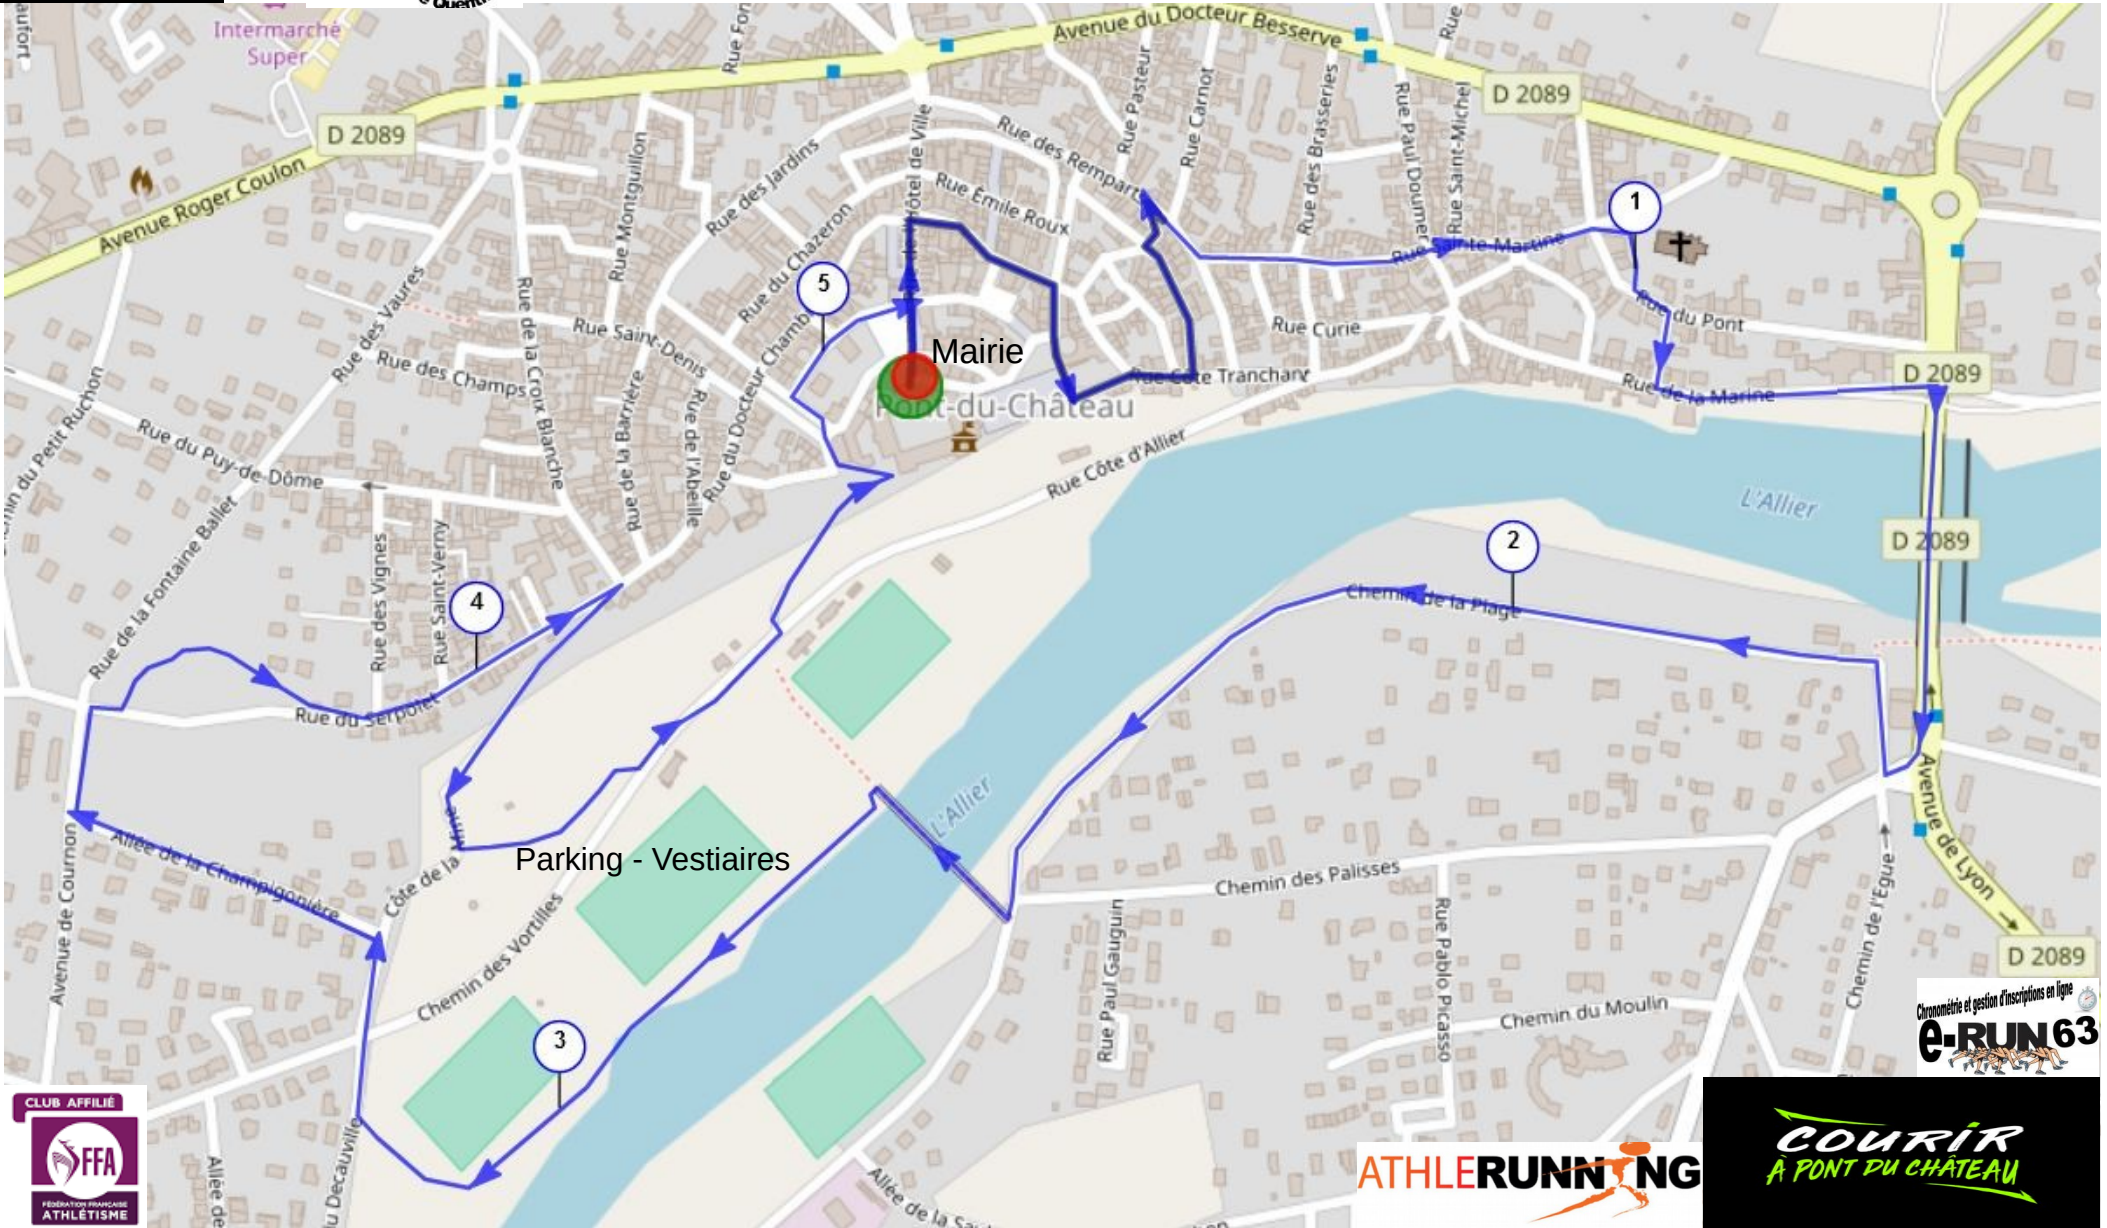 Intermarché
Super
Avenue du Docteur Besserve
D 2089
D 2089
Avenue Roger Coulon
Rue Montguillon
Rue des Jardins
Rue des Remparts
Rue Pasteur
Rue Carnot
Rue des Brasseries
Rue Paul Doumer
Rue Saint-Michel
Rue Émile Roux
Rue du Chazeron
Rue des Vaures
1
Rue Sainte-Martine
5
Rue de la Croix Blanche
Rue Saint-Denis
Rue du Pont
Rue Curie
Mairie
Rue des Champs
Rue Côte Tranchary
D 2089
Rue de la Marine
Pont-du-Château
Rue de la Barrière
Rue de l'Abeille
Rue du Puy-de-Dôme
Rue Côte d'Allier
L'Allier
D 2089
2
Rue de la Fontaine Ballet
Rue des Vignes
Rue Saint-Verny
4
Chemin de la Plage
Rue du Serpolet
L'Allier
Avenue de Lyon
Allée de la Champignonière
Côte de la
Mine
Parking - Vestiaires
Chemin des Palisses
Avenue de Cournon
Chemin des Vortilles
Rue Paul Gauguin
Rue Pablo Picasso
Chemin de l'Egue
D 2089
Chemin du Moulin
3
Chronométrie et gestion d'inscriptions en ligne
e-RUN 63
CLUB AFFILIÉ
FFA
FÉDÉRATION FRANÇAISE
ATHLÉTISME
Allée de
ATHLERUNNING
COURIR
À PONT DU CHÂTEAU